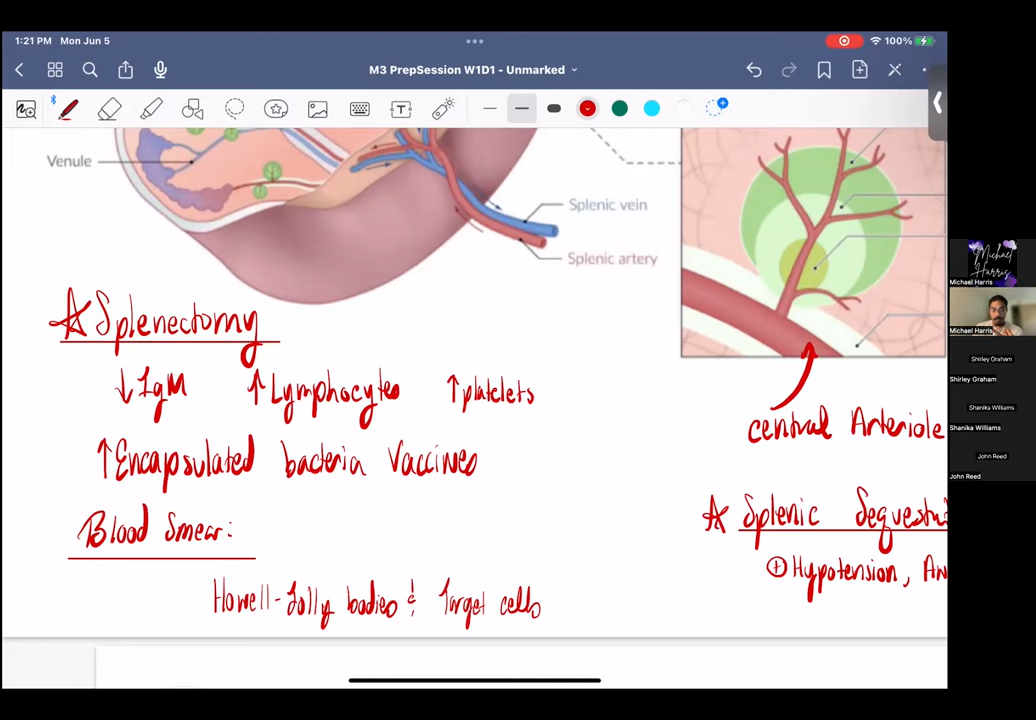 1:21 PM Mon Jun 5
100%
M3 PrepSession W1D1 - Unmarked
Venule
Splenic vein
Splenic artery
Splenectomy
↓IgM ↑Lymphocytes ↑platelets
↑Encapsulated bacteria Vaccines
Blood Smear:
Howell-Jolly bodies & Target cells
central Arteriole
Splenic Sequest
⊕Hypotension, An
Michael
Harris
Michael Harris
Michael Harris
Shirley Graham
Shirley Graham
Shanika Williams
Shanika Williams
John Reed
John Reed